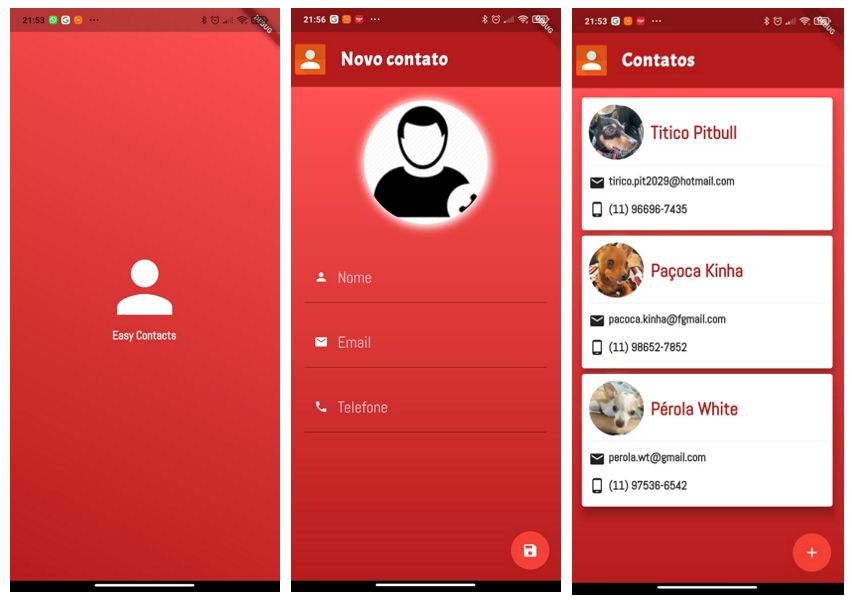 21:53
DEBUG
Easy Contacts
21:56
DEBUG
Novo contato
Nome
Email
Telefone
21:53
DEBUG
Contatos
Titico Pitbull
tirico.pit2029@hotmail.com
(11) 96696-7435
Paçoca Kinha
pacoca.kinha@fgmail.com
(11) 98652-7852
Pérola White
perola.wt@gmail.com
(11) 97536-6542